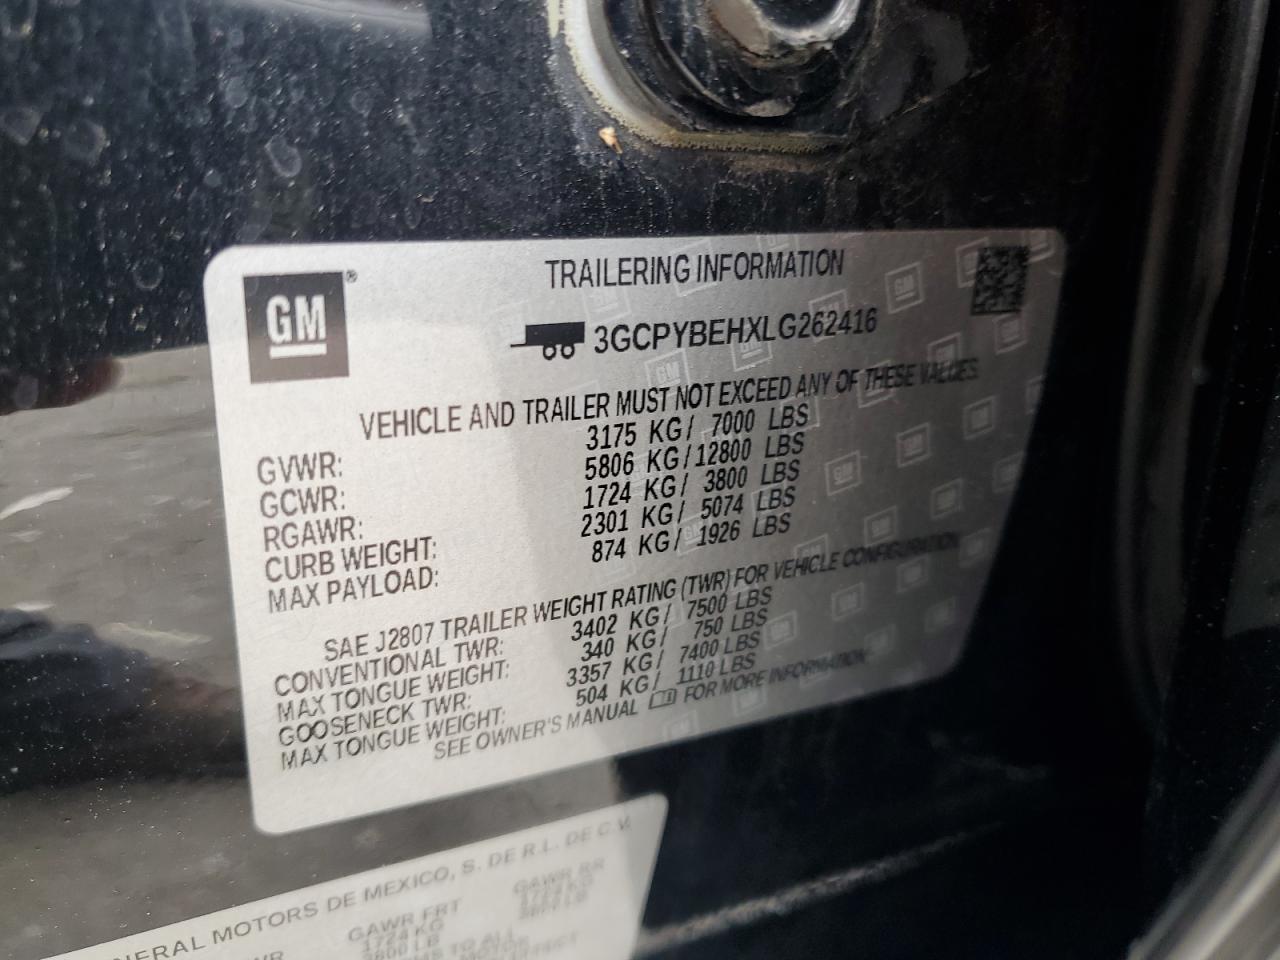 GM ®
TRAILERING INFORMATION
3GCPYBEHXLG262416
VEHICLE AND TRAILER MUST NOT EXCEED ANY OF THESE VALUES
GVWR: 3175 KG/ 7000 LBS
GCWR: 5806 KG/12800 LBS
RGAWR: 1724 KG/ 3800 LBS
CURB WEIGHT: 2301 KG/ 5074 LBS
MAX PAYLOAD: 874 KG/ 1926 LBS
SAE J2807 TRAILER WEIGHT RATING (TWR) FOR VEHICLE CONFIGURATION
CONVENTIONAL TWR: 3402 KG/ 7500 LBS
MAX TONGUE WEIGHT: 340 KG/ 750 LBS
GOOSENECK TWR: 3357 KG/ 7400 LBS
MAX TONGUE WEIGHT: 504 KG/ 1110 LBS
SEE OWNER'S MANUAL FOR MORE INFORMATION
MOTORS DE MEXICO, S. DE R.L. DE C.V.
GAWR FRT GAWR RR
1724 KG 1724 KG
3800 LB 3800 LB